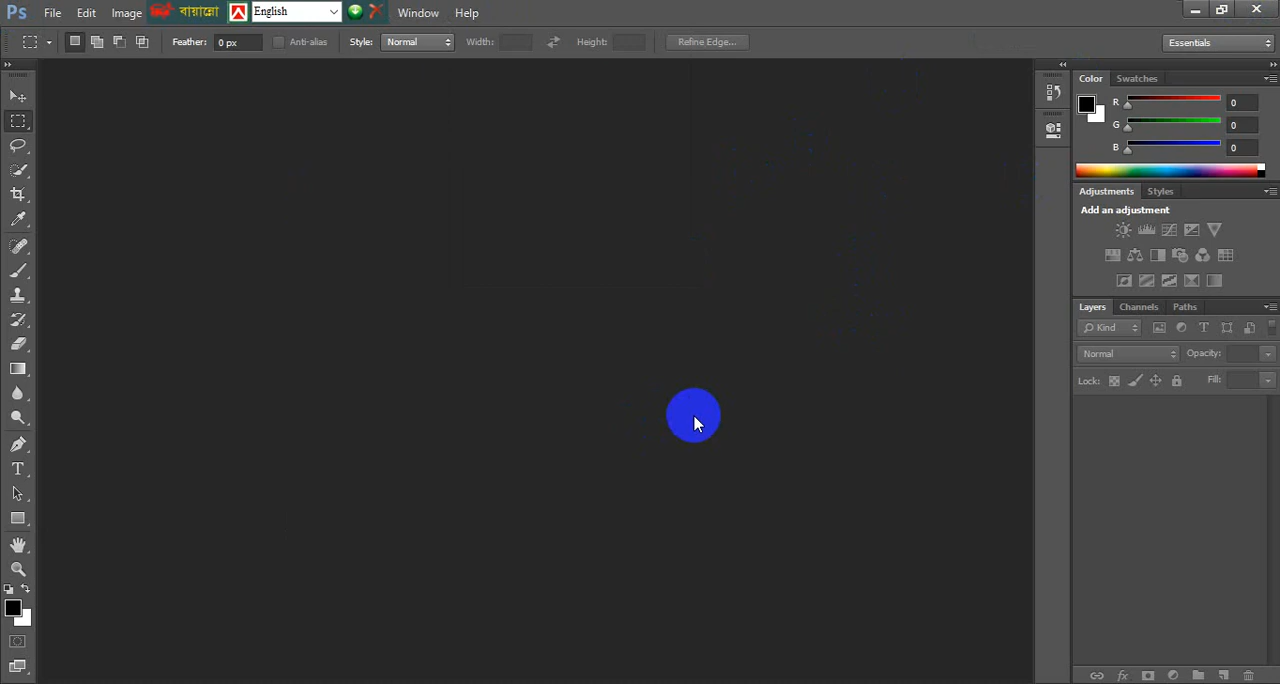 Ps File Edit Image বায়ান্নো English Window Help
Feather: 0 px Anti-alias Style: Normal Width: Height: Refine Edge... Essentials
Color Swatches
R 0
G 0
B 0
Adjustments Styles
Add an adjustment
Layers Channels Paths
Kind
Normal Opacity:
Lock: Fill:
T
fx